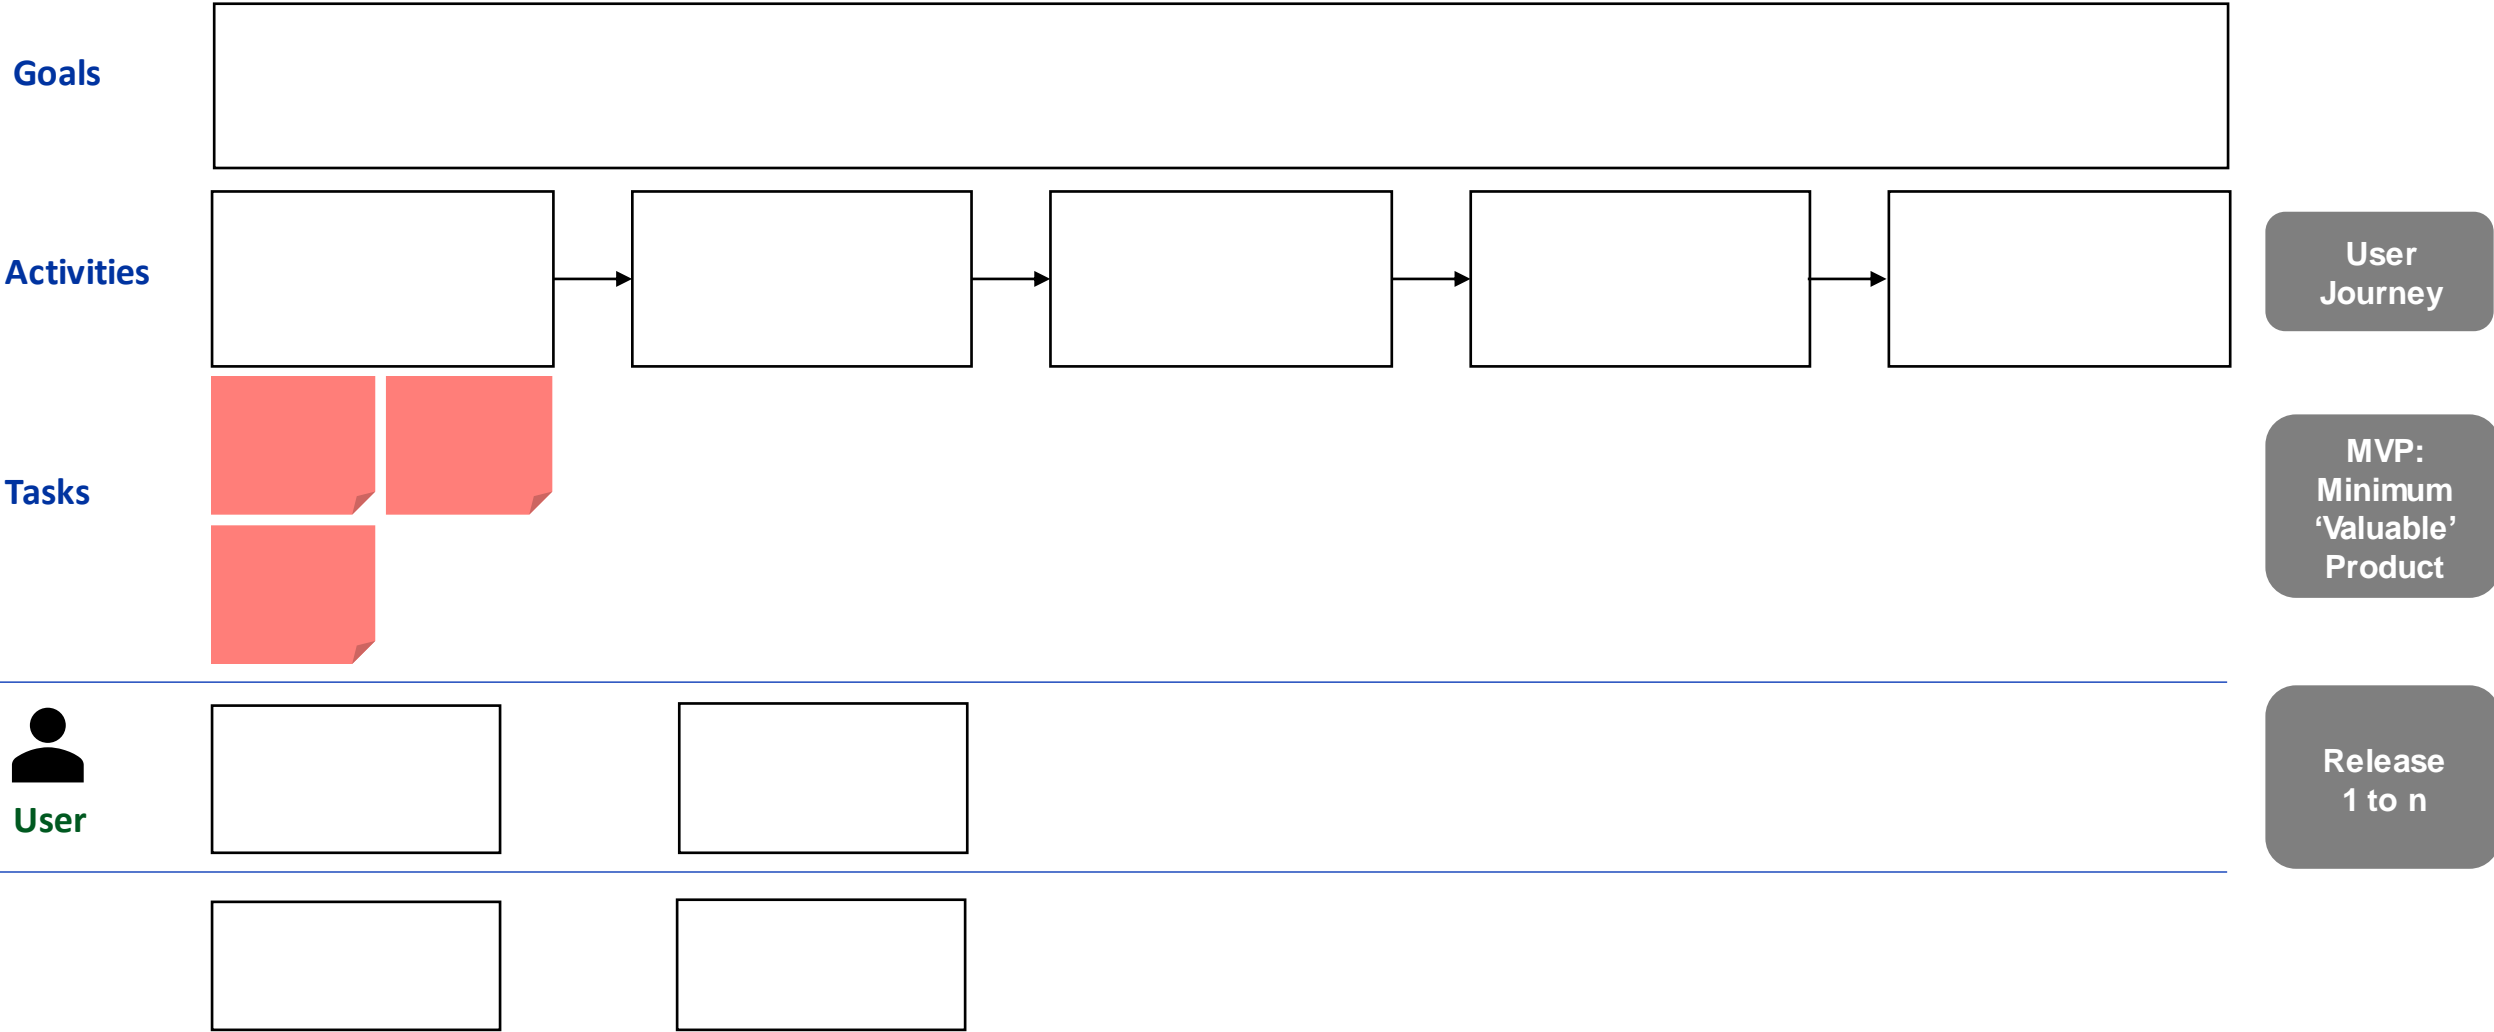 Goals
Activities
User
Journey
Tasks
MVP:
Minimum
‘Valuable’
Product
User
Release
1 to n